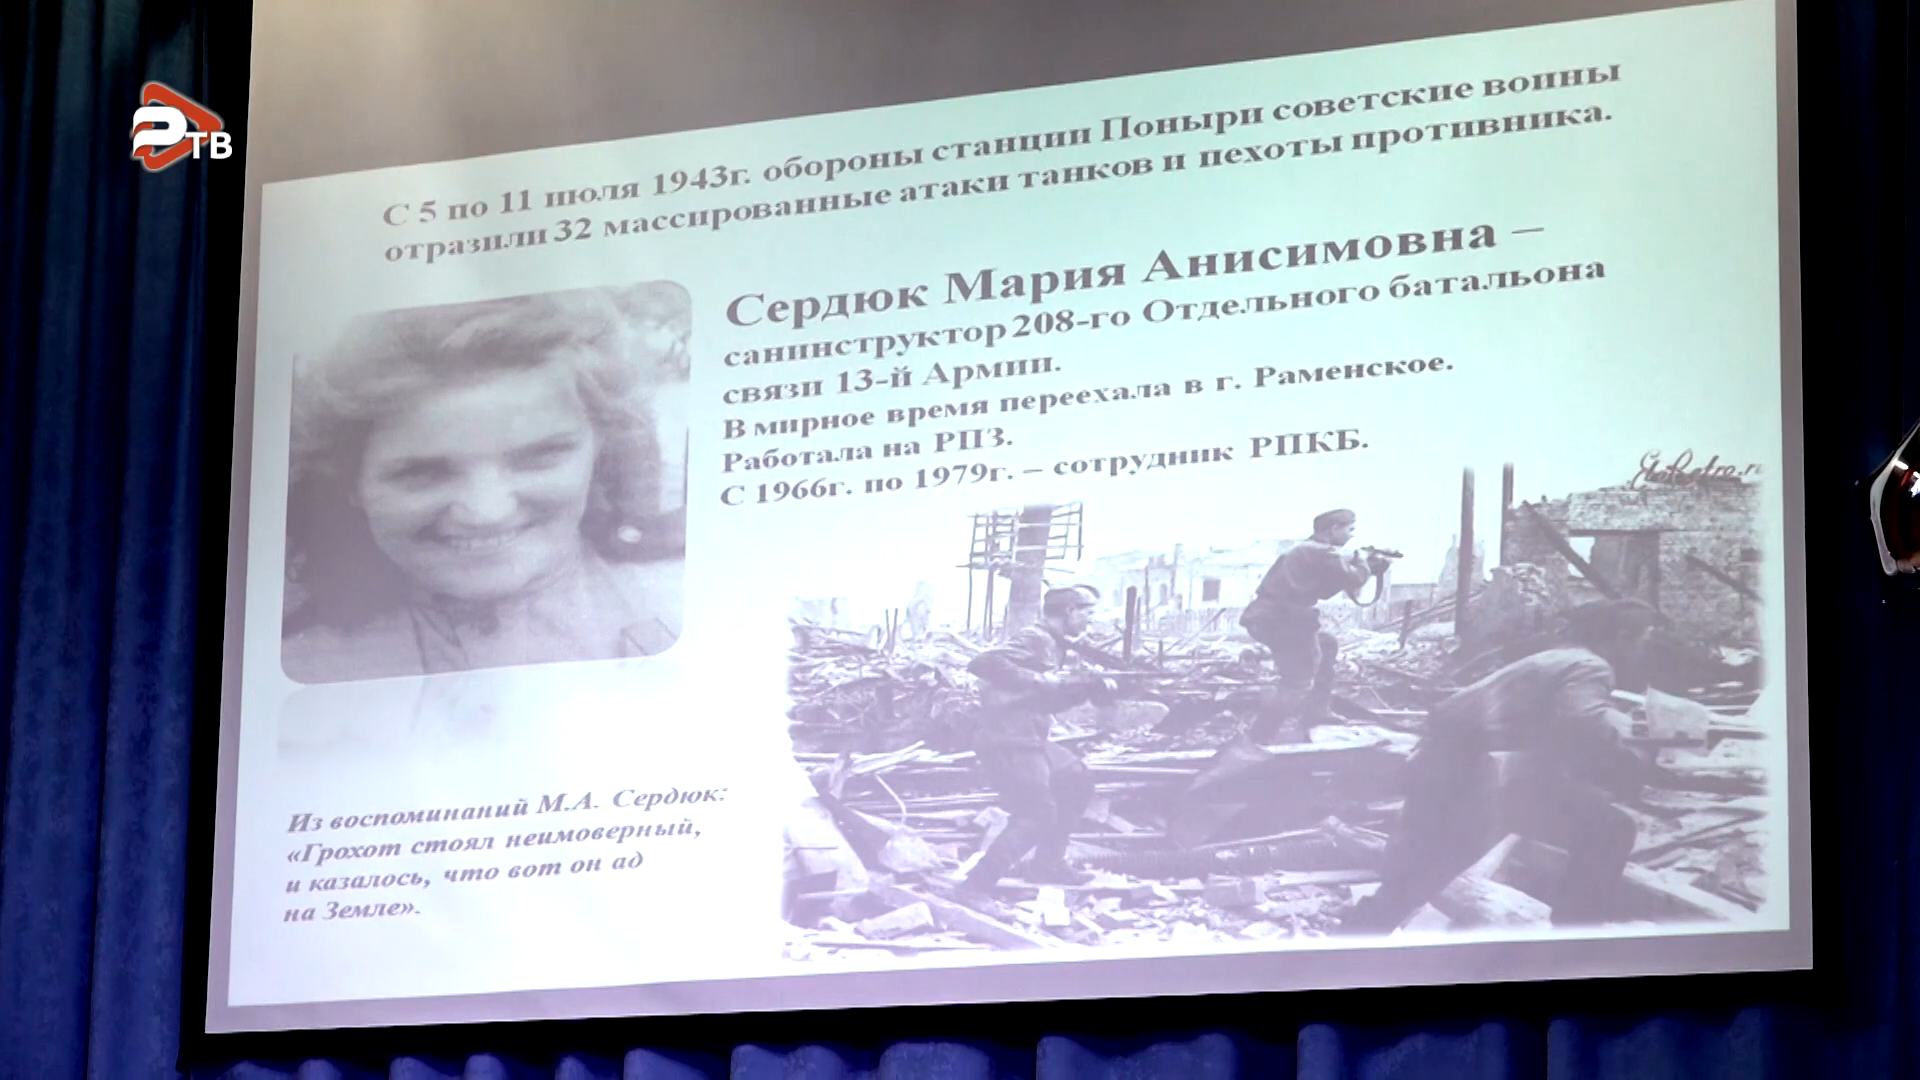 РТВ
С 5 по 11 июля 1943г. обороны станции Поныри советские воины
отразили 32 массированные атаки танков и пехоты противника.
Сердюк Мария Анисимовна –
санинструктор 208-го Отдельного батальона
связи 13-й Армии.
В мирное время переехала в г. Раменское.
Работала на РПЗ.
С 1966г. по 1979г. – сотрудник РПКБ.
Из воспоминаний М.А. Сердюк:
«Грохот стоял неимоверный,
и казалось, что вот он ад
на Земле».